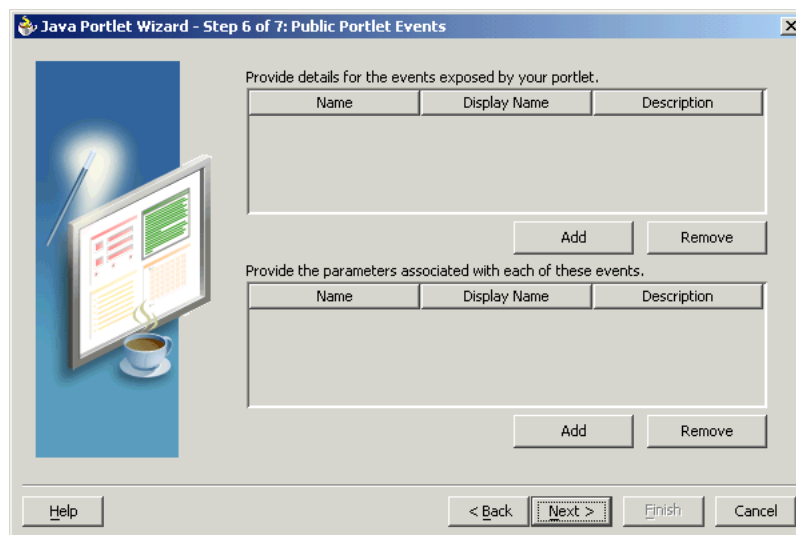 Java Portlet Wizard - Step 6 of 7: Public Portlet Events
Provide details for the events exposed by your portlet.
Name Display Name Description
Add Remove
Provide the parameters associated with each of these events.
Name Display Name Description
Add Remove
Help < Back Next > Finish Cancel